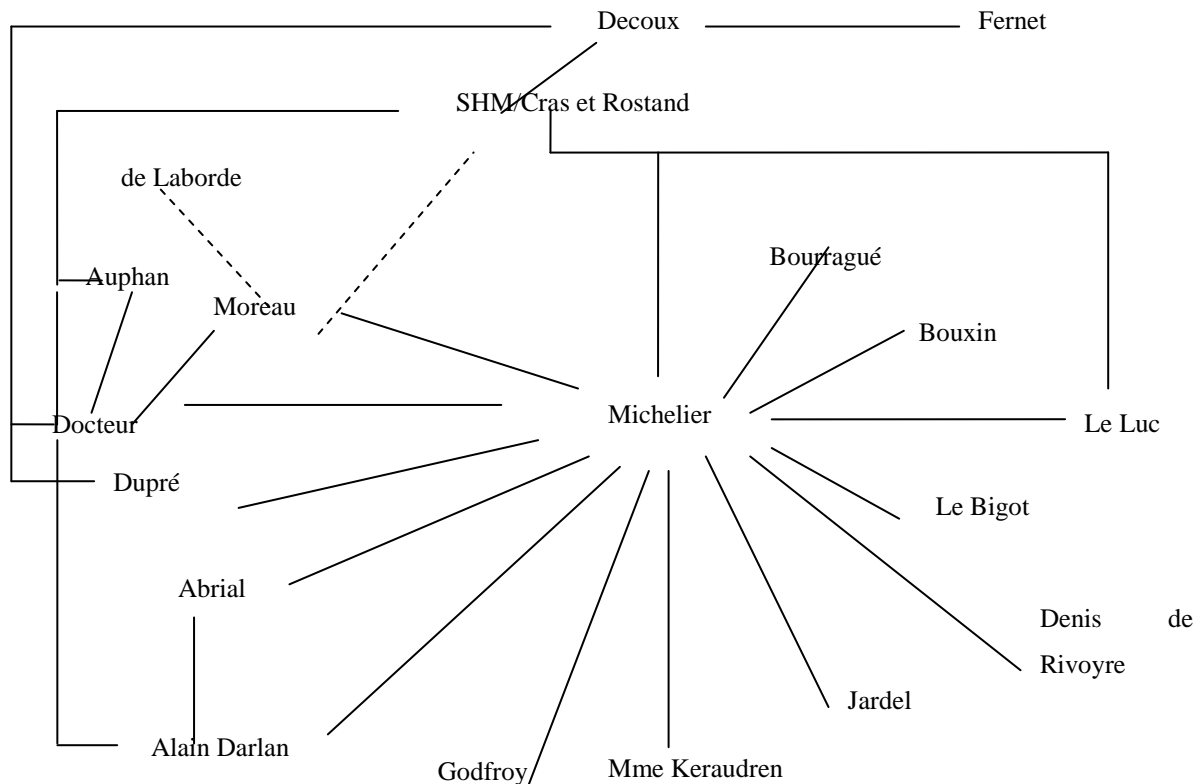 Decoux
Fernet
SHM/Cras et Rostand
de Laborde
Bourragué
Auphan
Moreau
Bouxin
Michelier
Docteur
Le Luc
Dupré
Le Bigot
Abrial
Denis de
Rivoyre
Jardel
Alain Darlan
Godfroy
Mme Keraudren